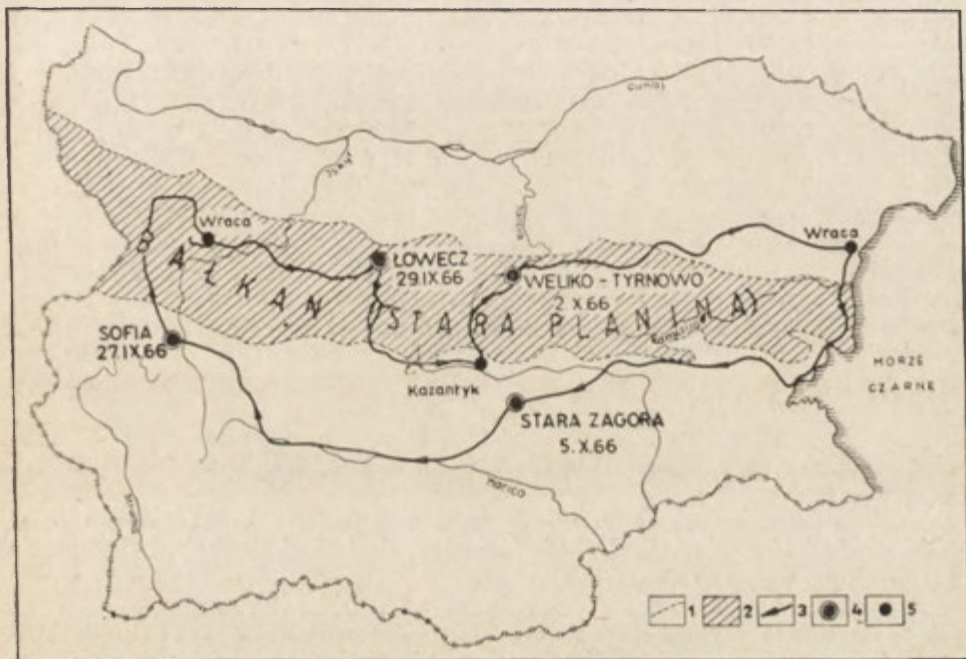 Dunaj
Wraca
Wraca
ŁOWECZ
29.IX.66
WELIKO-TYRNOWO
2.X.66
BAŁKAN (STARA PLANINA)
SOFIA
27.IX.66
Kazanłyk
MORZE
CZARNE
STARA ZAGORA
5.X.66
Marica
1 2 3 4 5